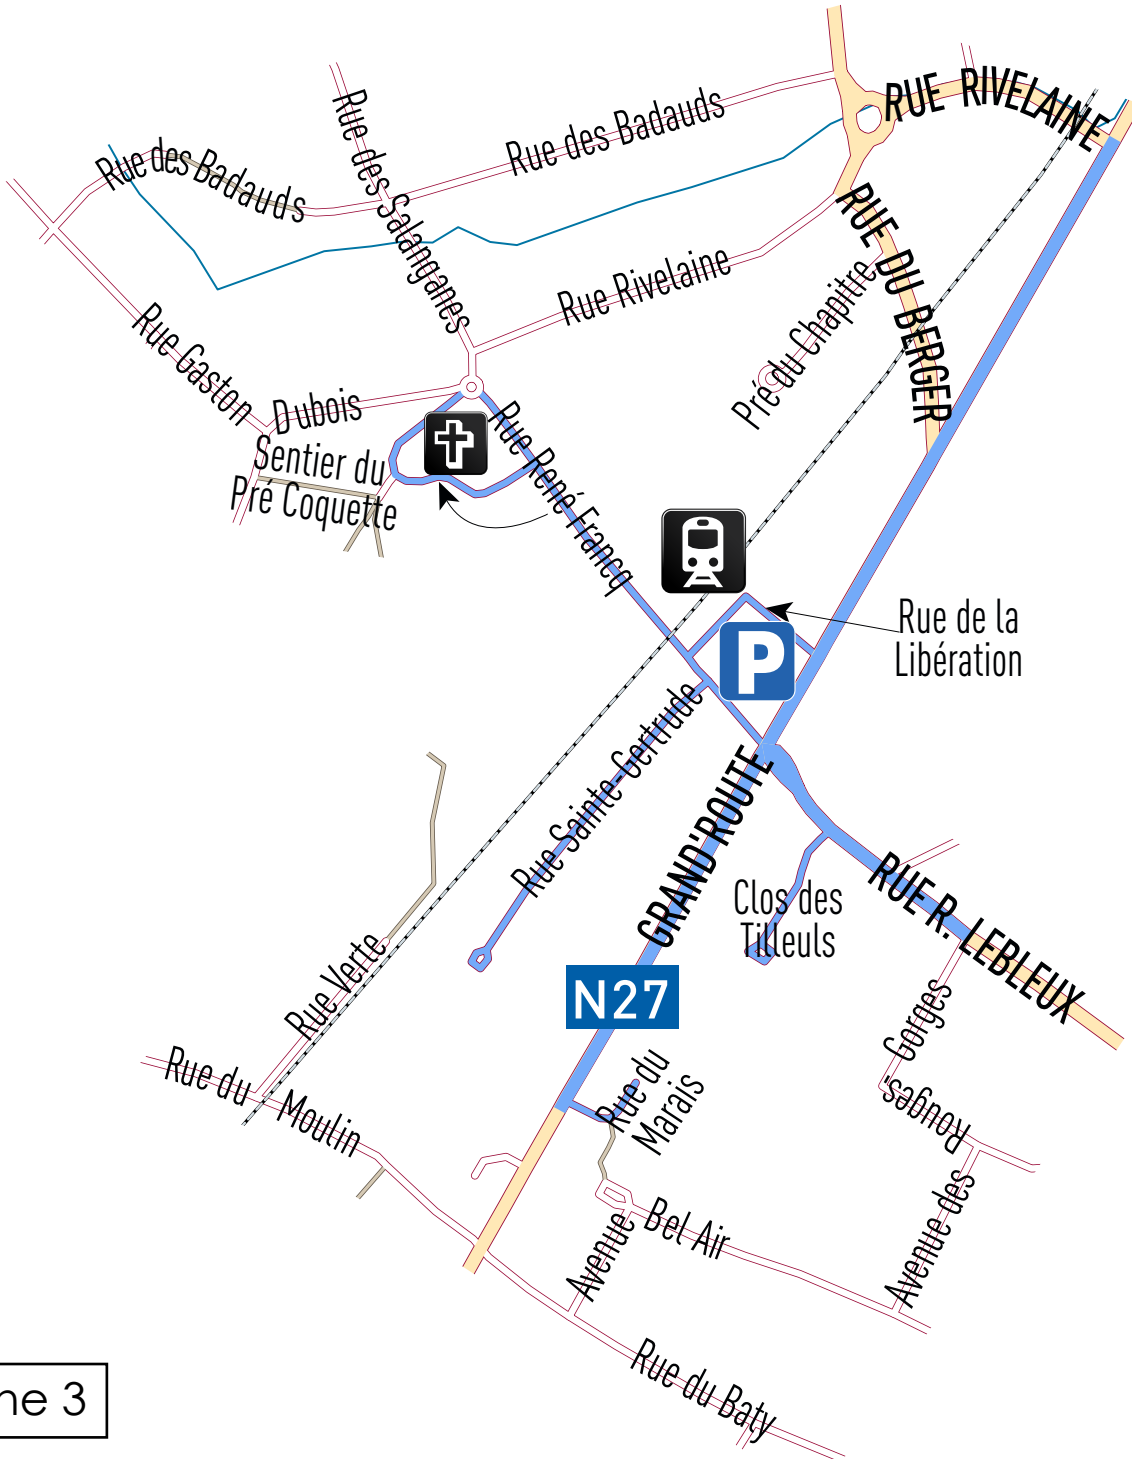 RUE RIVELAINE
Rue des Badauds
Rue des Salanganes
Rue des Badauds
RUE DU BERGER
Rue Rivelaine
Pré du Chapitre
Rue Gaston
Dubois
Sentier du
Pré Coquette
Rue René Francq
Rue de la
Libération
P
Rue Sainte-Gertrude
GRAND'ROUTE
Clos des
Tilleuls
RUE R. LEBLEUX
N27
Rue Verte
Rue du
Moulin
Rue du
Marais
Gorges
Rouges
Avenue des
Bel Air
Avenue
Rue du Baty
ne 3